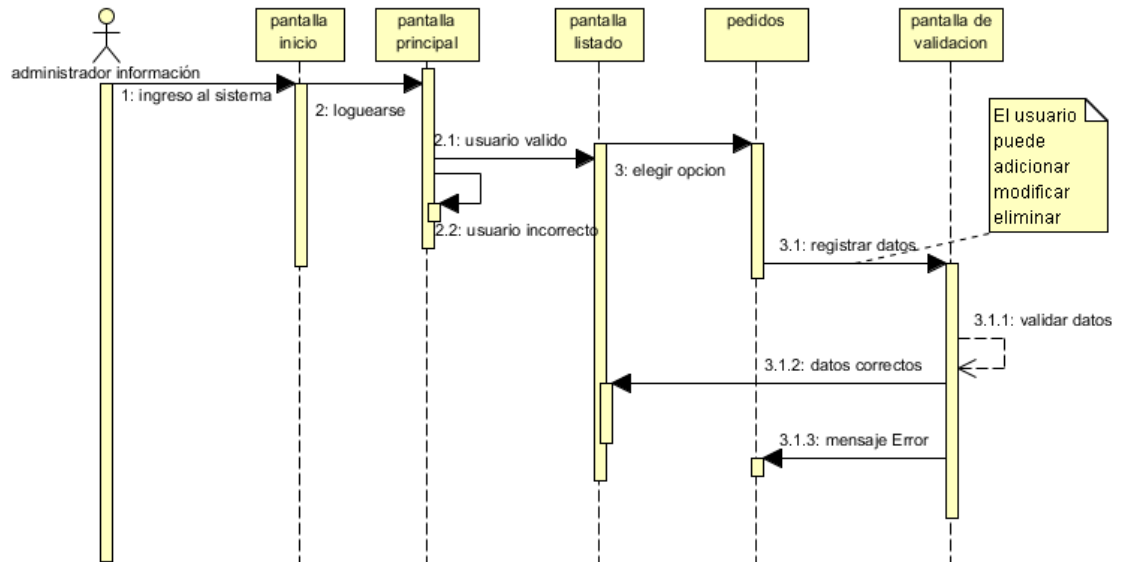 pantalla
inicio
pantalla
principal
pantalla
listado
pedidos
pantalla de
validacion
administrador información
1: ingreso al sistema
2: loguearse
2.1: usuario valido
3: elegir opcion
2.2: usuario incorrecto
El usuario
puede
adicionar
modificar
eliminar
3.1: registrar datos
3.1.1: validar datos
3.1.2: datos correctos
3.1.3: mensaje Error